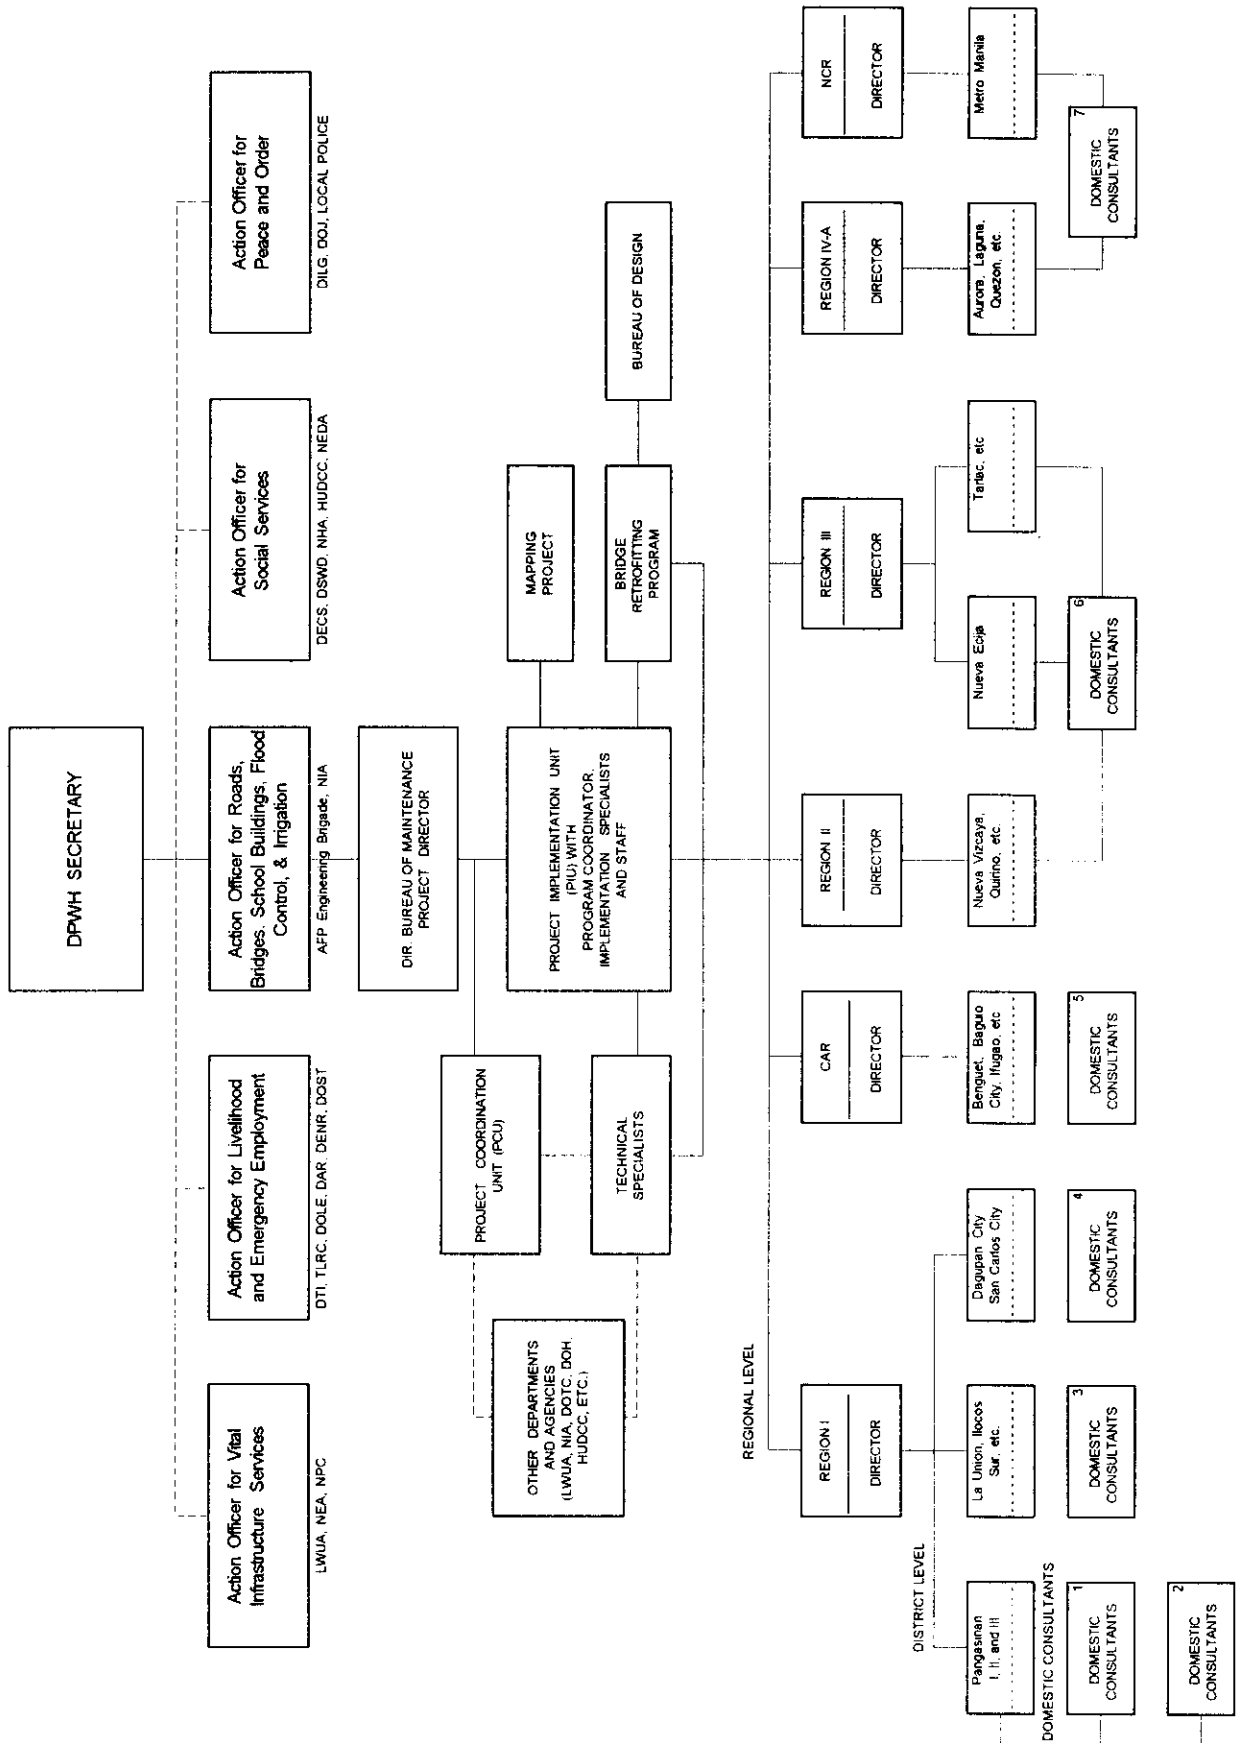 DPWH SECRETARY
Action Officer for Vital
Infrastructure Services
LWUA, NEA, NPC
Action Officer for Livelihood
and Emergency Employment
DTI, TLRC, DOLE, DAR, DENR, DOST
Action Officer for Roads,
Bridges, School Buildings, Flood
Control, & Irrigation
AFP Engineering Brigade, NIA
Action Officer for
Social Services
DECS, DSWD, NHA, HUDCC, NEDA
Action Officer for
Peace and Order
DILG, DOJ, LOCAL POLICE
DIR. BUREAU OF MAINTENANCE
PROJECT DIRECTOR
PROJECT COORDINATION
UNIT (PCU)
OTHER DEPARTMENTS
AND AGENCIES
(LWUA, NIA, DOTC, DOH,
HUDCC, ETC.)
PROJECT IMPLEMENTATION UNIT
(PIU) WITH
PROGRAM COORDINATOR,
IMPLEMENTATION SPECIALISTS
AND STAFF
MAPPING
PROJECT
TECHNICAL
SPECIALISTS
BRIDGE
RETROFITTING
PROGRAM
BUREAU OF DESIGN
REGIONAL LEVEL
REGION I
DIRECTOR
CAR
DIRECTOR
REGION II
DIRECTOR
REGION III
DIRECTOR
REGION IV-A
DIRECTOR
NCR
DIRECTOR
DISTRICT LEVEL
Pangasinan
I, II, and III
La Union, Ilocos
Sur, etc.
Dagupan City
San Carlos City
Benguet, Baguio
City, Ifugao, etc
Nueva Vizcaya,
Quirino, etc.
Nueva Ecija
Tarlac, etc
Aurora, Laguna,
Quezon, etc.
Metro Manila
DOMESTIC CONSULTANTS
1
DOMESTIC
CONSULTANTS
3
DOMESTIC
CONSULTANTS
4
DOMESTIC
CONSULTANTS
5
DOMESTIC
CONSULTANTS
6
DOMESTIC
CONSULTANTS
7
DOMESTIC
CONSULTANTS
2
DOMESTIC
CONSULTANTS